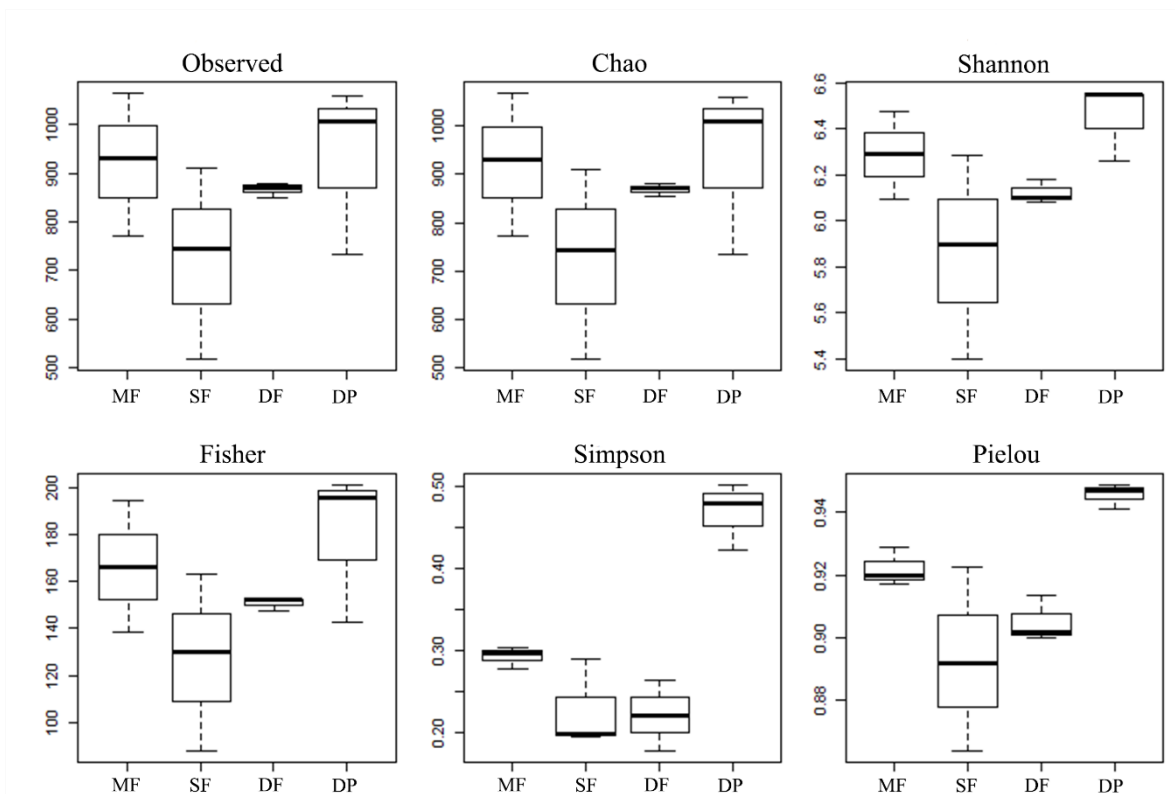 Observed
1000
900
800
700
600
500
MF SF DF DP
Chao
1000
900
800
700
600
500
MF SF DF DP
Shannon
6.6
6.4
6.2
6.0
5.8
5.6
5.4
MF SF DF DP
Fisher
200
180
160
140
120
100
MF SF DF DP
Simpson
0.50
0.40
0.30
0.20
MF SF DF DP
Pielou
0.94
0.92
0.90
0.88
MF SF DF DP